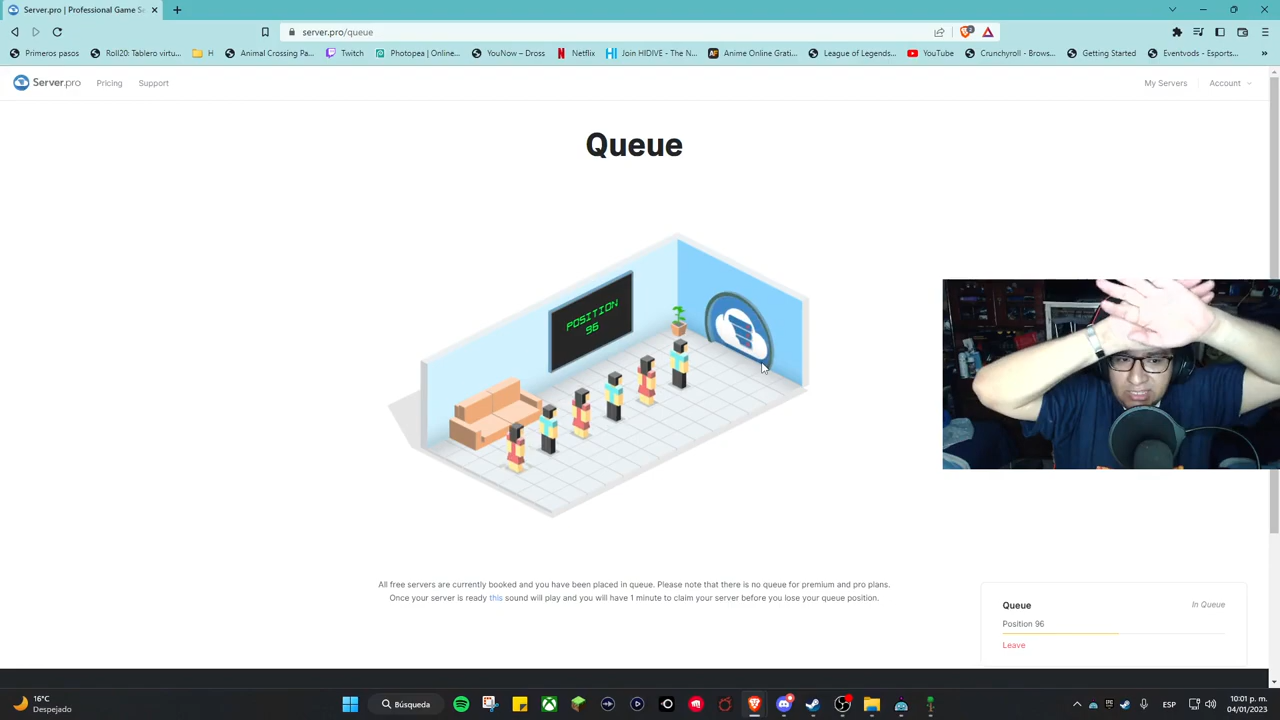 Server.pro | Professional Game Se
server.pro/queue
Primeros pasos
Roll20: Tablero virtu...
H
Animal Crossing Pa...
Twitch
Photopea | Online...
YouNow – Dross
Netflix
Join HIDIVE - The N...
Anime Online Grati...
League of Legends...
YouTube
Crunchyroll - Brows...
Getting Started
Eventvods - Esports...
Server.pro
Pricing
Support
My Servers
Account
Queue
POSITION
96
All free servers are currently booked and you have been placed in queue. Please note that there is no queue for premium and pro plans.
Once your server is ready this sound will play and you will have 1 minute to claim your server before you lose your queue position.
Queue
In Queue
Position 96
Leave
16°C
Despejado
Búsqueda
ESP
10:01 p. m.
04/01/2023